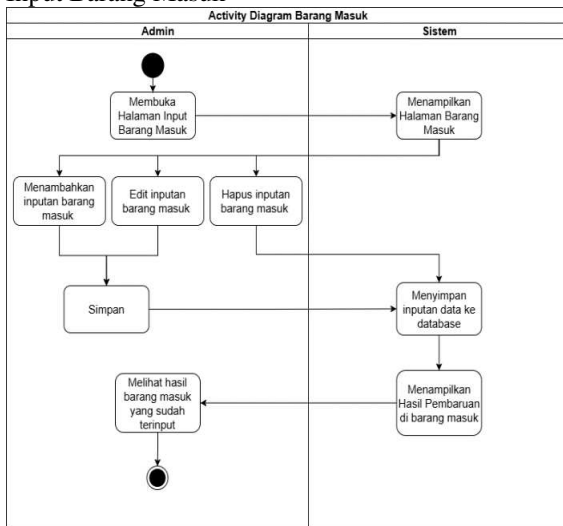 Input Barang Masuk
Activity Diagram Barang Masuk
Admin
Sistem
Membuka
Halaman Input
Barang Masuk
Menampilkan
Halaman Barang
Masuk
Menambahkan
inputan barang
masuk
Edit inputan
barang masuk
Hapus inputan
barang masuk
Simpan
Menyimpan
inputan data ke
database
Melihat hasil
barang masuk
yang sudah
terinput
Menampilkan
Hasil Pembaruan
di barang masuk